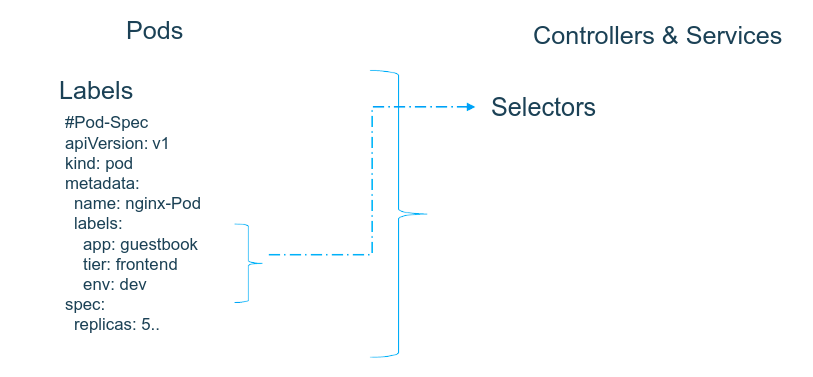 Pods
Controllers & Services
Labels
Selectors
#Pod-Spec
apiVersion: v1
kind: pod
metadata:
  name: nginx-Pod
  labels:
    app: guestbook
    tier: frontend
    env: dev
spec:
  replicas: 5..